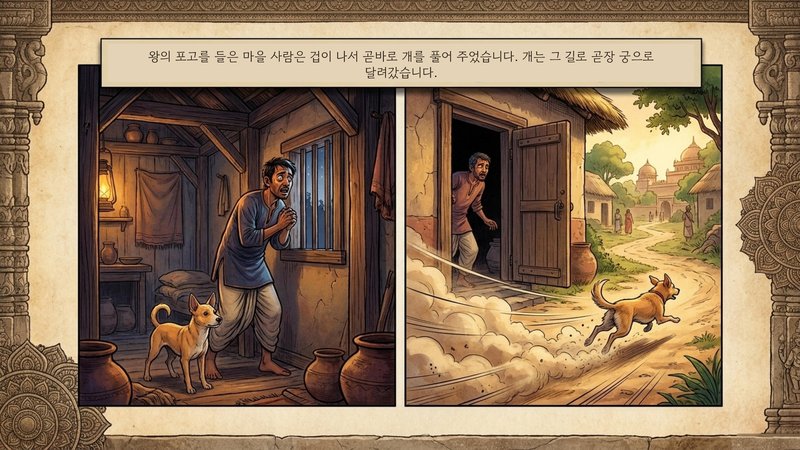 왕의 포고를 들은 마을 사람은 겁이 나서 곧바로 개를 풀어 주었습니다. 개는 그 길로 곧장 궁으로
달려갔습니다.